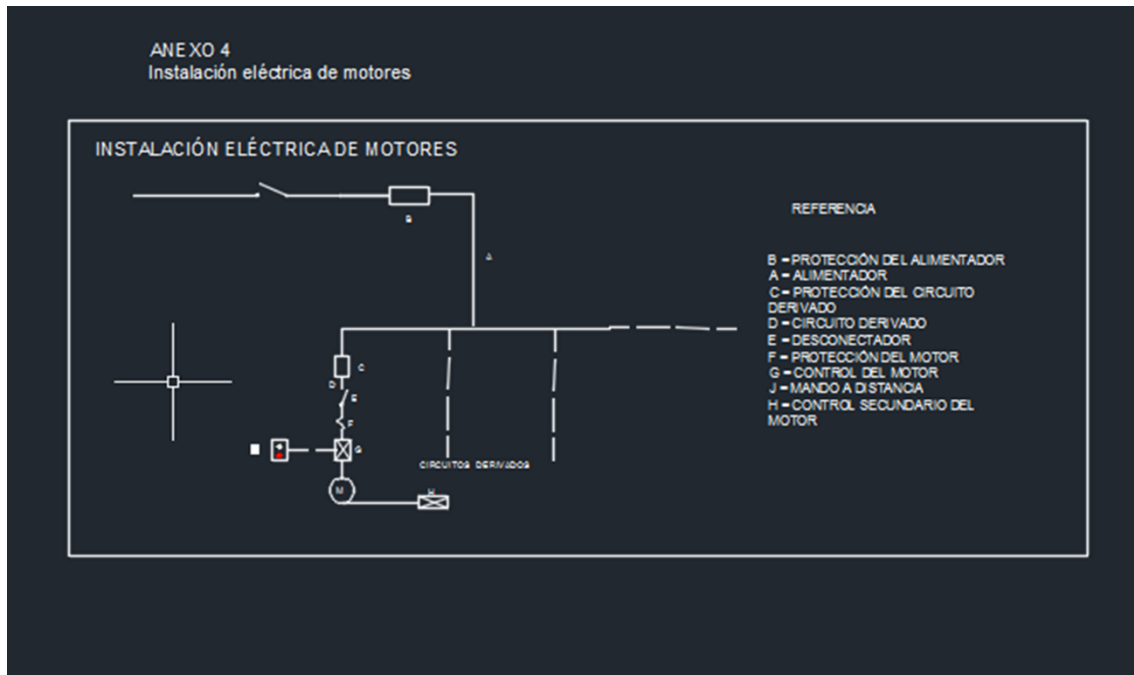 ANEXO 4
Instalación eléctrica de motores
INSTALACIÓN ELÉCTRICA DE MOTORES
B
A
REFERENCIA
B = PROTECCIÓN DEL ALIMENTADOR
A = ALIMENTADOR
C = PROTECCIÓN DEL CIRCUITO
DERIVADO
D = CIRCUITO DERIVADO
E = DESCONECTADOR
F = PROTECCIÓN DEL MOTOR
G = CONTROL DEL MOTOR
J = MANDO A DISTANCIA
H = CONTROL SECUNDARIO DEL
MOTOR
C
D
E
F
G
CIRCUITOS DERIVADOS
M
H